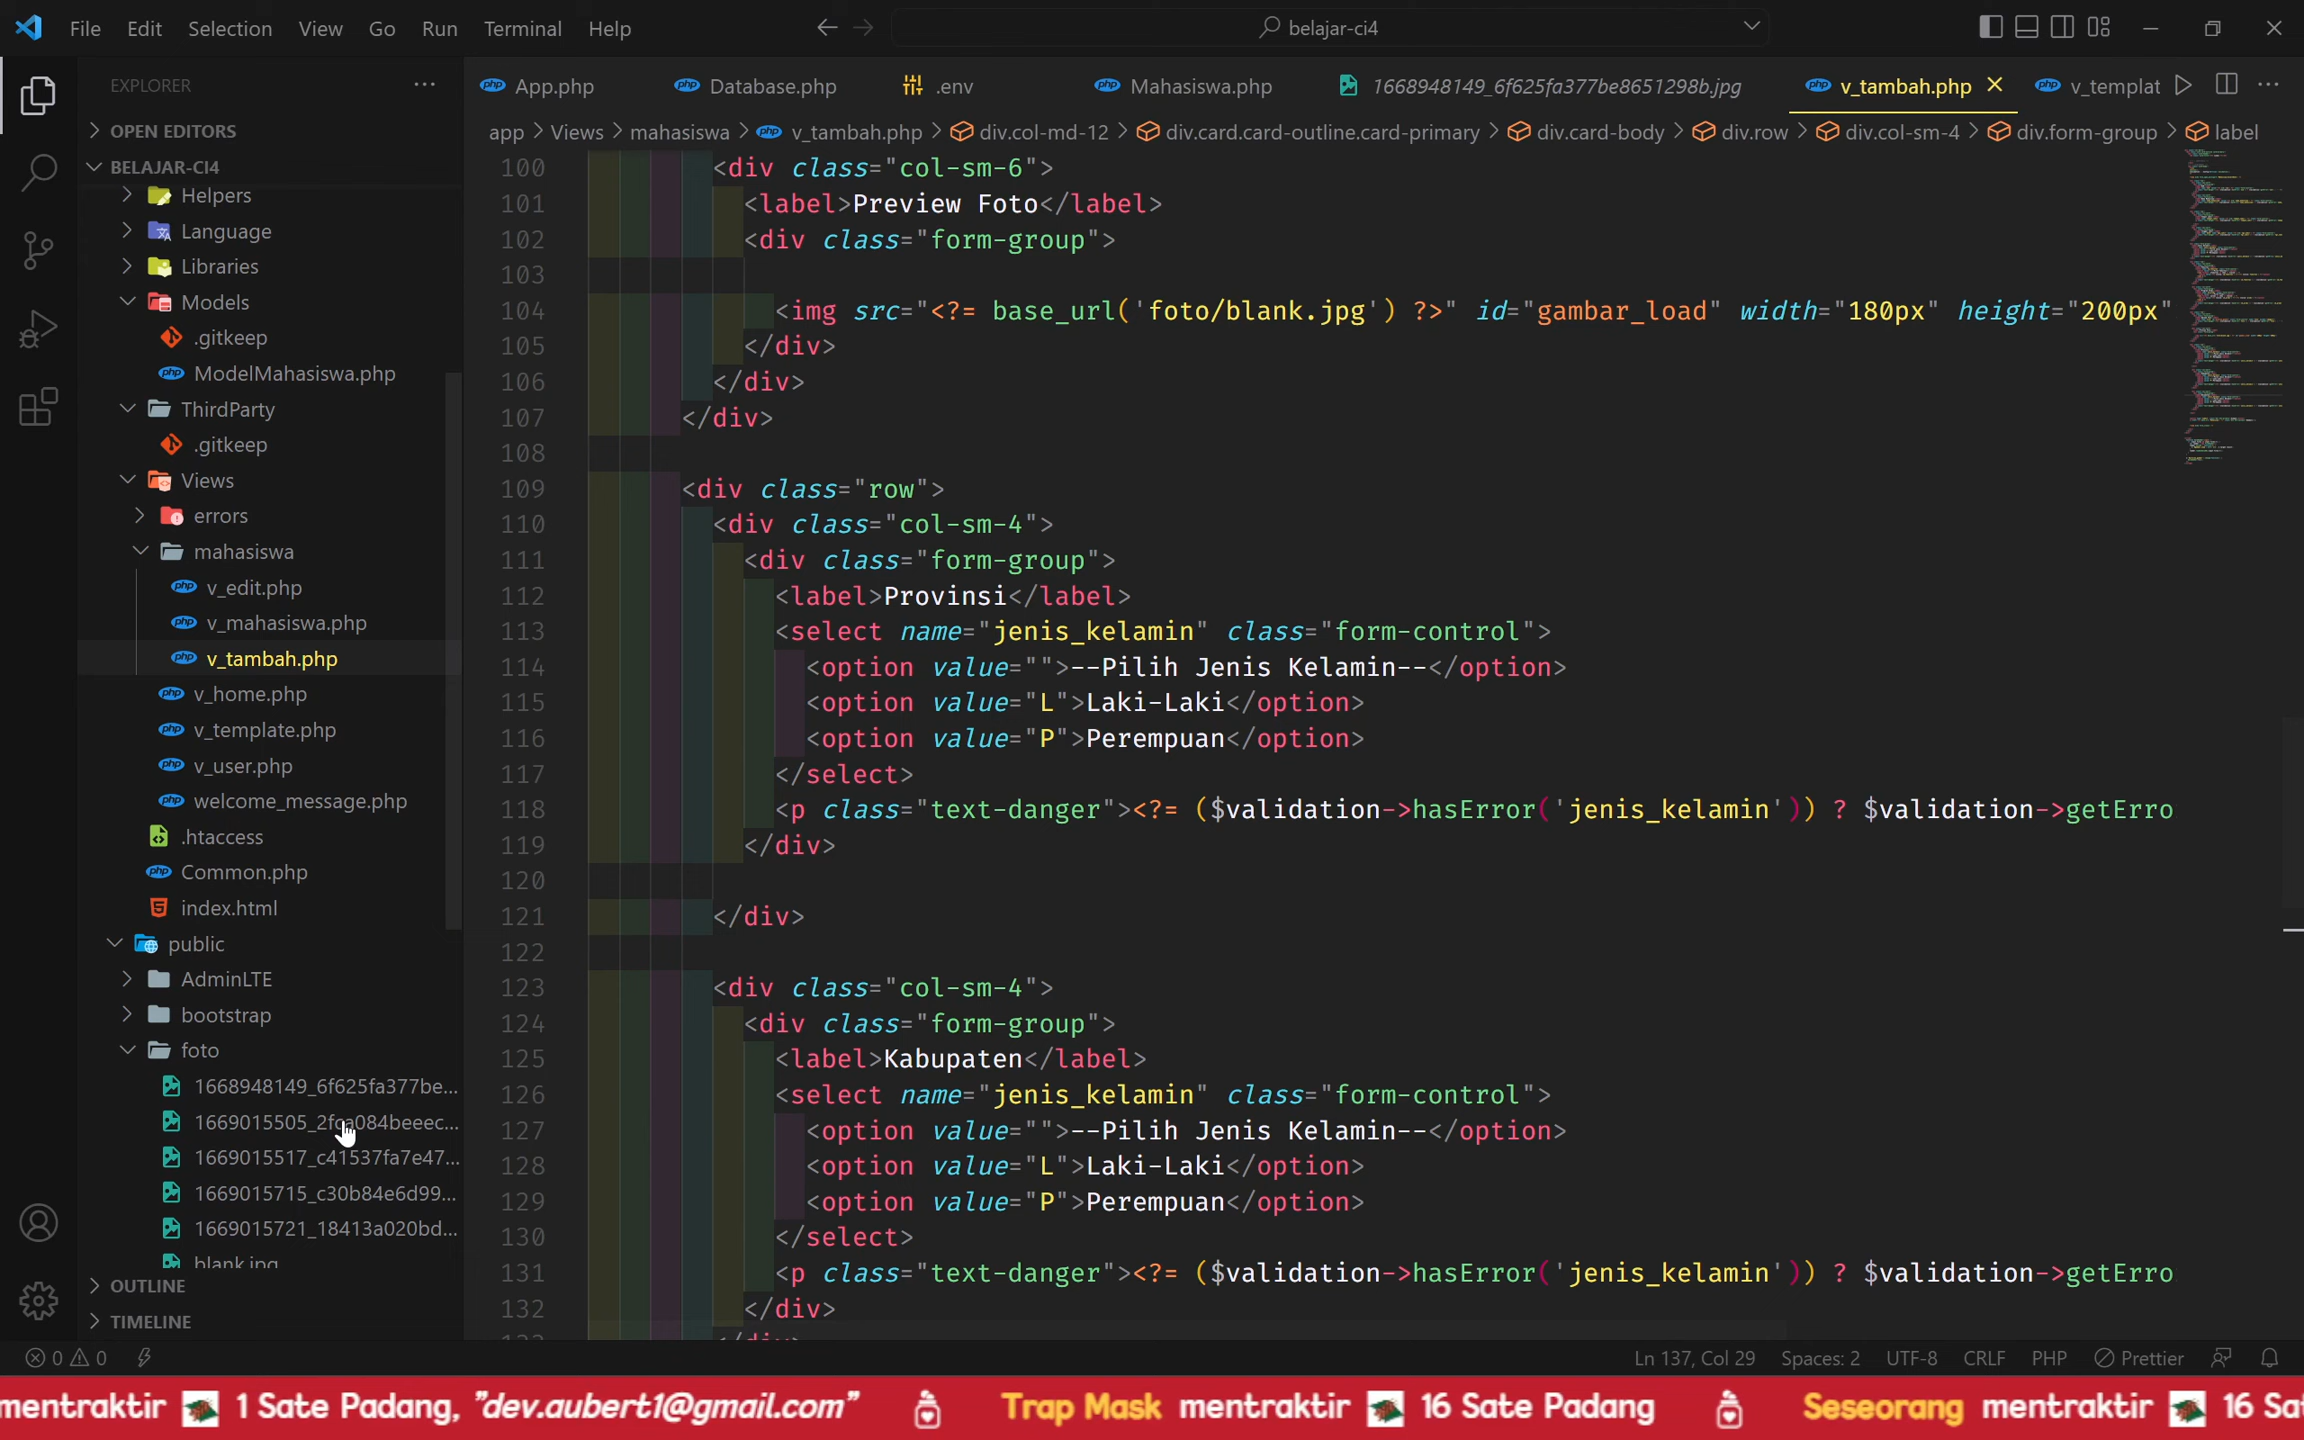 File Edit Selection View Go Run Terminal Help
belajar-ci4
EXPLORER
OPEN EDITORS
BELAJAR-CI4
Helpers
Language
Libraries
Models
.gitkeep
ModelMahasiswa.php
ThirdParty
.gitkeep
Views
errors
mahasiswa
v_edit.php
v_mahasiswa.php
v_tambah.php
v_home.php
v_template.php
v_user.php
welcome_message.php
.htaccess
Common.php
index.html
public
AdminLTE
bootstrap
foto
1668948149_6f625fa377be...
1669015505_2fca084beeec...
1669015517_c41537fa7e47...
1669015715_c30b84e6d99...
1669015721_18413a020bd...
blank.jpg
OUTLINE
TIMELINE
App.php Database.php .env Mahasiswa.php 1668948149_6f625fa377be8651298b.jpg v_tambah.php v_templat
app > Views > mahasiswa > v_tambah.php > div.col-md-12 > div.card.card-outline.card-primary > div.card-body > div.row > div.col-sm-4 > div.form-group > label
100 <div class="col-sm-6">
101 <label>Preview Foto</label>
102 <div class="form-group">
103
104 <img src="<?= base_url('foto/blank.jpg') ?>" id="gambar_load" width="180px" height="200px"
105 </div>
106 </div>
107 </div>
108
109 <div class="row">
110 <div class="col-sm-4">
111 <div class="form-group">
112 <label>Provinsi</label>
113 <select name="jenis_kelamin" class="form-control">
114 <option value="">--Pilih Jenis Kelamin--</option>
115 <option value="L">Laki-Laki</option>
116 <option value="P">Perempuan</option>
117 </select>
118 <p class="text-danger"><?= ($validation->hasError('jenis_kelamin')) ? $validation->getErro
119 </div>
120
121 </div>
122
123 <div class="col-sm-4">
124 <div class="form-group">
125 <label>Kabupaten</label>
126 <select name="jenis_kelamin" class="form-control">
127 <option value="">--Pilih Jenis Kelamin--</option>
128 <option value="L">Laki-Laki</option>
129 <option value="P">Perempuan</option>
130 </select>
131 <p class="text-danger"><?= ($validation->hasError('jenis_kelamin')) ? $validation->getErro
132 </div>
0 0 Ln 137, Col 29 Spaces: 2 UTF-8 CRLF PHP Prettier
mentraktir 1 Sate Padang, "dev.aubert1@gmail.com" Trap Mask mentraktir 16 Sate Padang Seseorang mentraktir 16 Sa